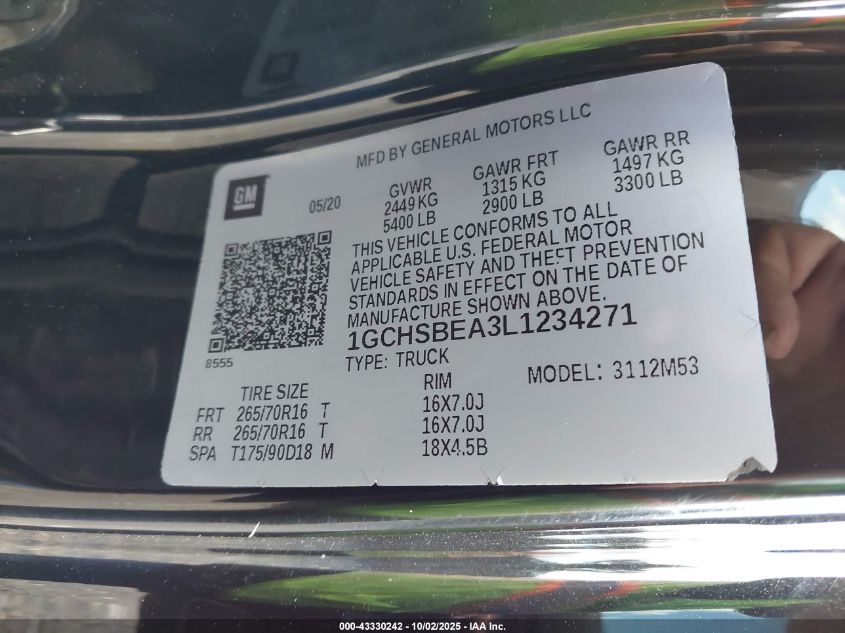 MFD BY GENERAL MOTORS LLC
GM
05/20
GVWR
2449 KG
5400 LB
GAWR FRT
1315 KG
2900 LB
GAWR RR
1497 KG
3300 LB
THIS VEHICLE CONFORMS TO ALL
APPLICABLE U.S. FEDERAL MOTOR
VEHICLE SAFETY AND THEFT PREVENTION
STANDARDS IN EFFECT ON THE DATE OF
MANUFACTURE SHOWN ABOVE.
1GCHSBEA3L1234271
8555
TYPE: TRUCK
MODEL: 3112M53
TIRE SIZE RIM
FRT 265/70R16 T 16X7.0J
RR 265/70R16 T 16X7.0J
SPA T175/90D18 M 18X4.5B
000-43330242 - 10/02/2025 - IAA Inc.